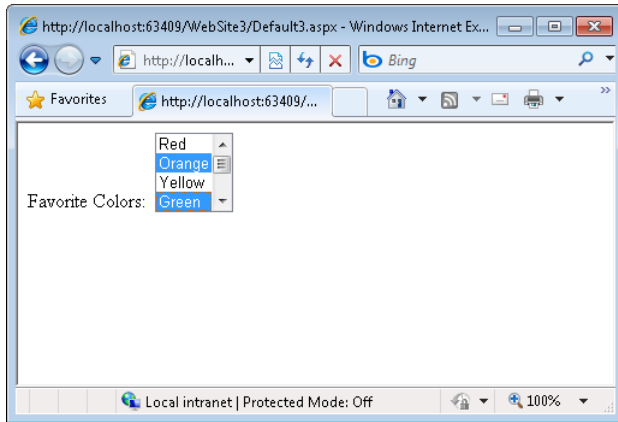 http://localhost:63409/WebSite3/Default3.aspx - Windows Internet Ex...
http://localh...
Bing
Favorites
http://localhost:63409/...
Red
Orange
Yellow
Favorite Colors:
Green
Local intranet | Protected Mode: Off
100%